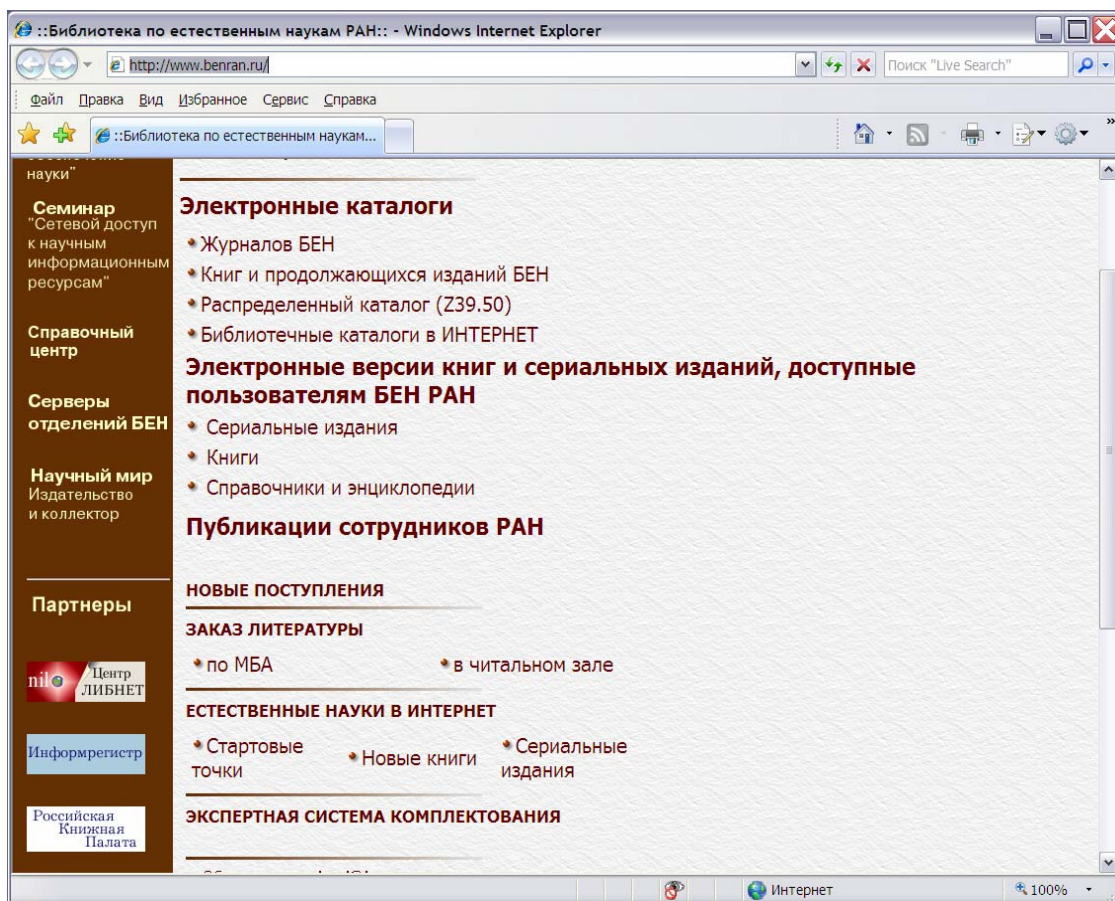 ::Библиотека по естественным наукам РАН:: - Windows Internet Explorer
http://www.benran.ru/
Поиск "Live Search"
Файл Правка Вид Избранное Сервис Справка
::Библиотека по естественным наукам...
науки"
Семинар
"Сетевой доступ
к научным
информационным
ресурсам"
Справочный
центр
Серверы
отделений БЕН
Научный мир
Издательство
и коллектор
Партнеры
nilc Центр
ЛИБНЕТ
Информрегистр
Российская
Книжная
Палата
Электронные каталоги
Журналов БЕН
Книг и продолжающихся изданий БЕН
Распределенный каталог (Z39.50)
Библиотечные каталоги в ИНТЕРНЕТ
Электронные версии книг и сериальных изданий, доступные
пользователям БЕН РАН
Сериальные издания
Книги
Справочники и энциклопедии
Публикации сотрудников РАН
НОВЫЕ ПОСТУПЛЕНИЯ
ЗАКАЗ ЛИТЕРАТУРЫ
по МБА в читальном зале
ЕСТЕСТВЕННЫЕ НАУКИ В ИНТЕРНЕТ
Стартовые
точки
Новые книги
Сериальные
издания
ЭКСПЕРТНАЯ СИСТЕМА КОМПЛЕКТОВАНИЯ
Интернет 100%